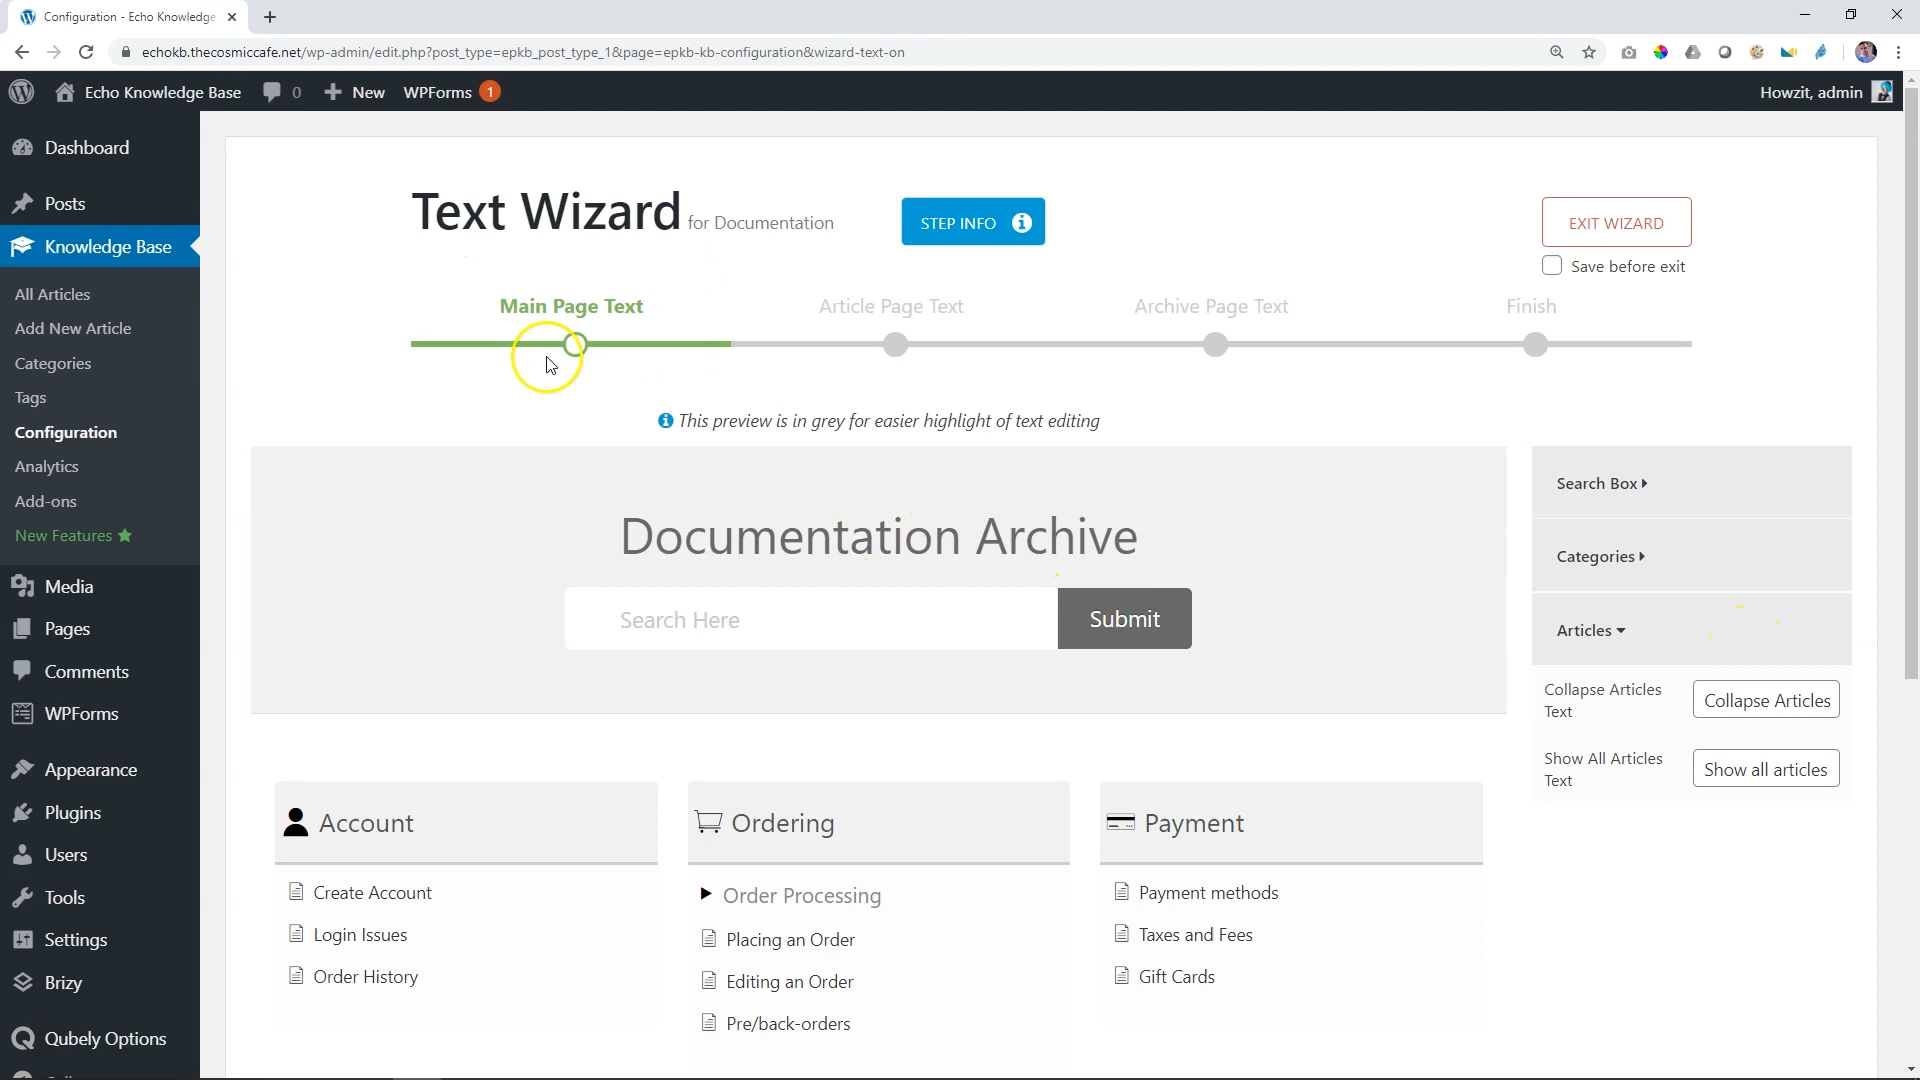 Configuration - Echo Knowledge
echokb.thecosmiccafe.net/wp-admin/edit.php?post_type=epkb_post_type_1&page=epkb-kb-configuration&wizard-text-on
Echo Knowledge Base 0 New WPForms 1 Howzit, admin
Dashboard
Posts
Knowledge Base
All Articles
Add New Article
Categories
Tags
Configuration
Analytics
Add-ons
New Features
Media
Pages
Comments
WPForms
Appearance
Plugins
Users
Tools
Settings
Brizy
Qubely Options
Text Wizard for Documentation
STEP INFO
EXIT WIZARD
Save before exit
Main Page Text
Article Page Text
Archive Page Text
Finish
This preview is in grey for easier highlight of text editing
Documentation Archive
Search Here
Submit
Search Box
Categories
Articles
Collapse Articles
Text
Collapse Articles
Show All Articles
Text
Show all articles
Account
Create Account
Login Issues
Order History
Ordering
Order Processing
Placing an Order
Editing an Order
Pre/back-orders
Payment
Payment methods
Taxes and Fees
Gift Cards